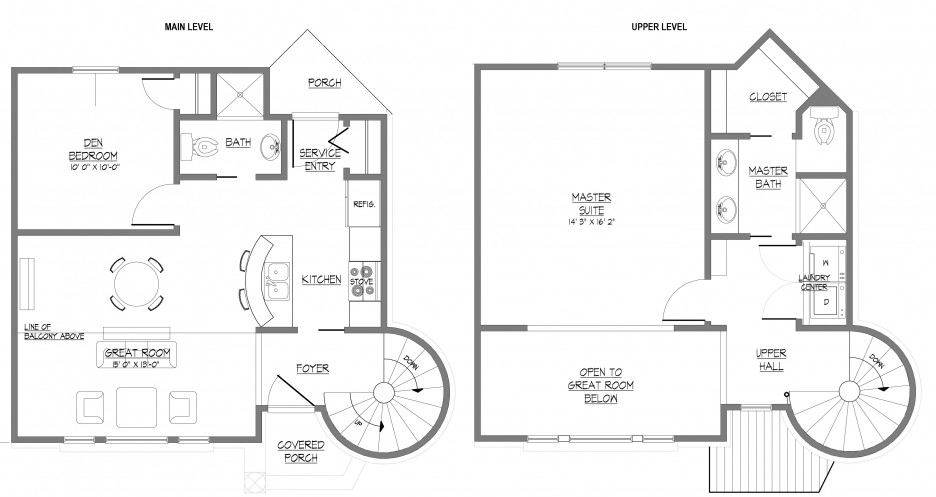 MAIN LEVEL
UPPER LEVEL
PORCH
DEN
BEDROOM
10' 0" X 10'-0"
BATH
SERVICE
ENTRY
REFIG.
KITCHEN
STOVE
LINE OF
BALCONY ABOVE
GREAT ROOM
15' 0" X 13'-0"
FOYER
DOWN
UP
COVERED
PORCH
CLOSET
MASTER
BATH
MASTER
SUITE
14' 3" X 16' 2"
W
LAUNDRY
CENTER
D
UPPER
HALL
DOWN
OPEN TO
GREAT ROOM
BELOW